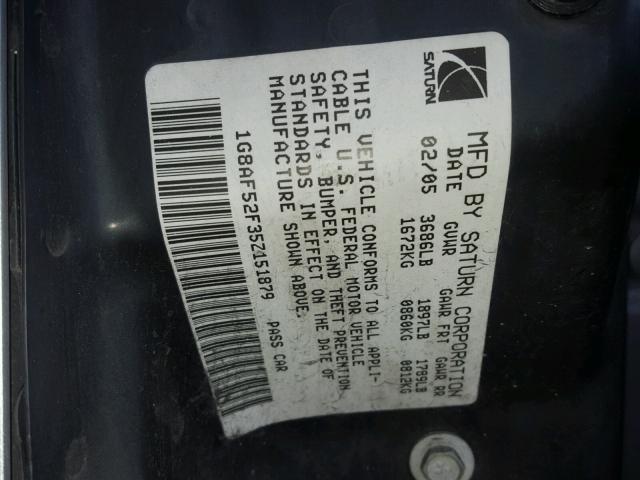 SATURN
MFD BY SATURN CORPORATION
DATE GVWR GAWR FRT GAWR RR
02/05 3686LB 1897LB 1789LB
1672KG 0860KG 0812KG
THIS VEHICLE CONFORMS TO ALL APPLI-
CABLE U.S. FEDERAL MOTOR VEHICLE
SAFETY, BUMPER, AND THEFT PREVENTION
STANDARDS IN EFFECT ON THE DATE OF
MANUFACTURE SHOWN ABOVE.
1G8AF52F35Z151879 PASS CAR